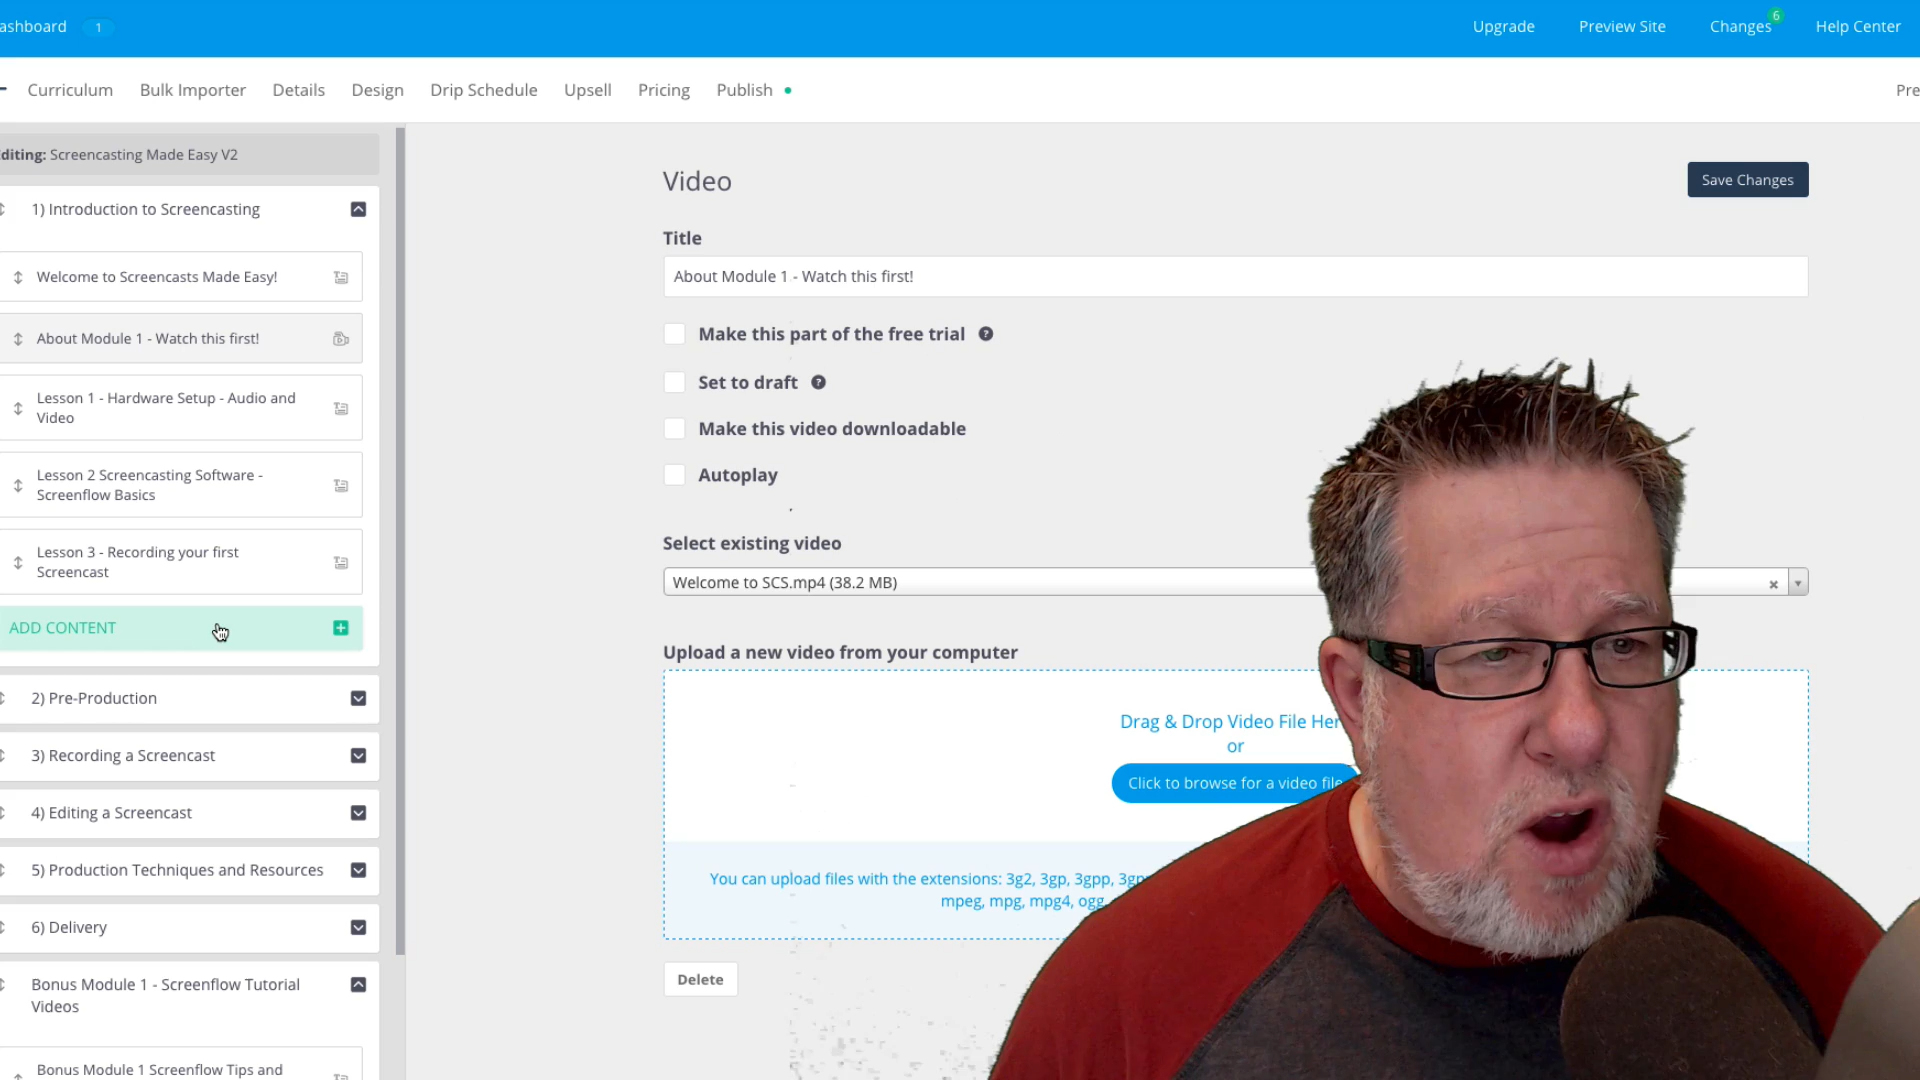 ashboard 1 Upgrade Preview Site Changes 6 Help Center
Curriculum Bulk Importer Details Design Drip Schedule Upsell Pricing Publish Pre
diting: Screencasting Made Easy V2
1) Introduction to Screencasting
Welcome to Screencasts Made Easy!
About Module 1 - Watch this first!
Lesson 1 - Hardware Setup - Audio and
Video
Lesson 2 Screencasting Software -
Screenflow Basics
Lesson 3 - Recording your first
Screencast
ADD CONTENT
2) Pre-Production
3) Recording a Screencast
4) Editing a Screencast
5) Production Techniques and Resources
6) Delivery
Bonus Module 1 - Screenflow Tutorial
Videos
Bonus Module 1 Screenflow Tips and
Video
Save Changes
Title
About Module 1 - Watch this first!
Make this part of the free trial ?
Set to draft ?
Make this video downloadable
Autoplay
Select existing video
Welcome to SCS.mp4 (38.2 MB)
Upload a new video from your computer
Drag & Drop Video File Her
or
Click to browse for a video file
You can upload files with the extensions: 3g2, 3gp, 3gpp, 3gp
mpeg, mpg, mpg4, ogg,
Delete